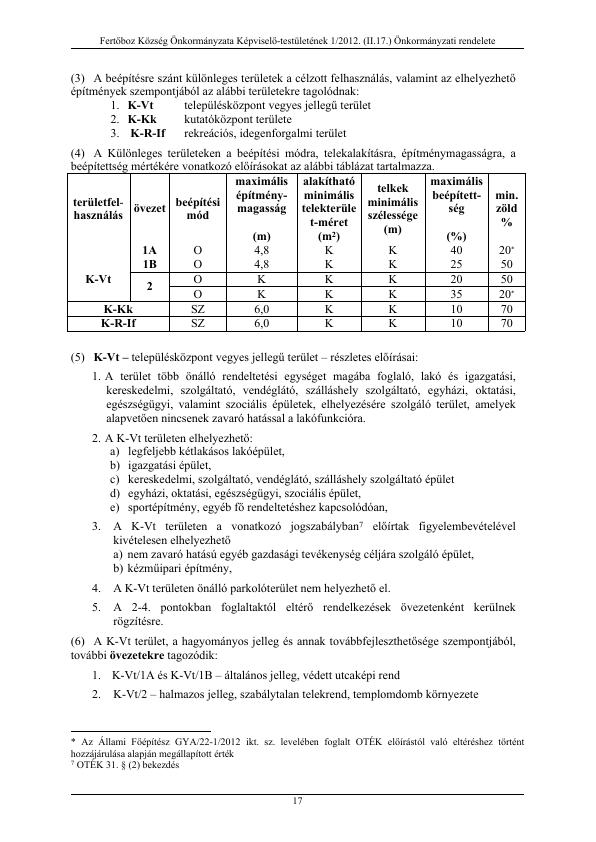 Fertőboz Község Önkormányzata Képviselő-testületének 1/2012. (II.17.) Önkormányzati rendelete
(3) A beépítésre szánt különleges területek a célzott felhasználás, valamint az elhelyezhető
építmények szempontjából az alábbi területekre tagolódnak:
1. K-Vt településközpont vegyes jellegű terület
2. K-Kk kutatóközpont területe
3. K-R-If rekreációs, idegenforgalmi terület
(4) A Különleges területeken a beépítési módra, telekalakításra, építménymagasságra, a
beépítettség mértékére vonatkozó előírásokat az alábbi táblázat tartalmazza.
területfel-
használás
övezet
beépítési
mód
maximális
építmény-
magasság
(m)
alakítható
minimális
telekterüle
t-méret
(m²)
telkek
minimális
szélessége
(m)
maximális
beépített-
ség
(%)
min.
zöld
%
K-Vt
1A O 4,8 K K 40 20*
1B O 4,8 K K 25 50
2
O K K K 20 50
O K K K 35 20*
K-Kk SZ 6,0 K K 10 70
K-R-If SZ 6,0 K K 10 70
(5) K-Vt – településközpont vegyes jellegű terület – részletes előírásai:
1. A terület több önálló rendeltetési egységet magába foglaló, lakó és igazgatási,
kereskedelmi, szolgáltató, vendéglátó, szálláshely szolgáltató, egyházi, oktatási,
egészségügyi, valamint szociális épületek, elhelyezésére szolgáló terület, amelyek
alapvetően nincsenek zavaró hatással a lakófunkcióra.
2. A K-Vt területen elhelyezhető:
a) legfeljebb kétlakásos lakóépület,
b) igazgatási épület,
c) kereskedelmi, szolgáltató, vendéglátó, szálláshely szolgáltató épület
d) egyházi, oktatási, egészségügyi, szociális épület,
e) sportépítmény, egyéb fő rendeltetéshez kapcsolódóan,
3. A K-Vt területen a vonatkozó jogszabályban⁷ előírtak figyelembevételével
kivételesen elhelyezhető
a) nem zavaró hatású egyéb gazdasági tevékenység céljára szolgáló épület,
b) kézműipari építmény,
4. A K-Vt területen önálló parkolóterület nem helyezhető el.
5. A 2-4. pontokban foglaltaktól eltérő rendelkezések övezetenként kerülnek
rögzítésre.
(6) A K-Vt terület, a hagyományos jelleg és annak továbbfejleszthetősége szempontjából,
további övezetekre tagozódik:
1. K-Vt/1A és K-Vt/1B – általános jelleg, védett utcaképi rend
2. K-Vt/2 – halmazos jelleg, szabálytalan telekrend, templomdomb környezete
* Az Állami Főépítész GYA/22-1/2012 ikt. sz. levelében foglalt OTÉK előírástól való eltéréshez történt
hozzájárulása alapján megállapított érték
⁷ OTÉK 31. § (2) bekezdés
17